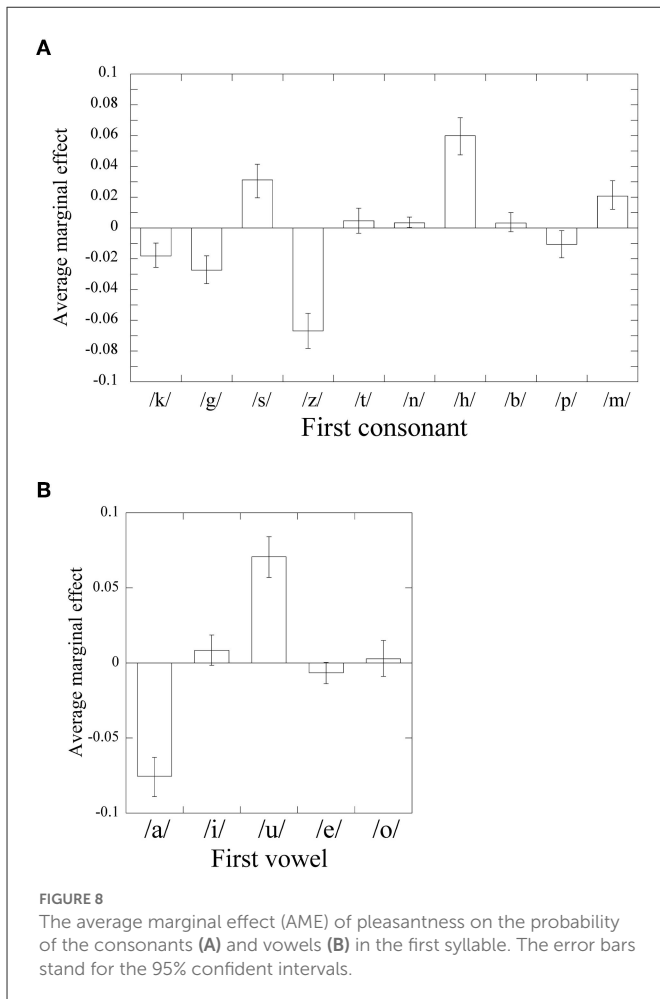 A
0.1
0.08
0.06
0.04
0.02
0
-0.02
-0.04
-0.06
-0.08
-0.1
Average marginal effect
/k/ /g/ /s/ /z/ /t/ /n/ /h/ /b/ /p/ /m/
First consonant
B
0.1
0.05
0
-0.05
-0.1
Average marginal effect
/a/ /i/ /u/ /e/ /o/
First vowel
FIGURE 8
The average marginal effect (AME) of pleasantness on the probability
of the consonants (A) and vowels (B) in the first syllable. The error bars
stand for the 95% confident intervals.